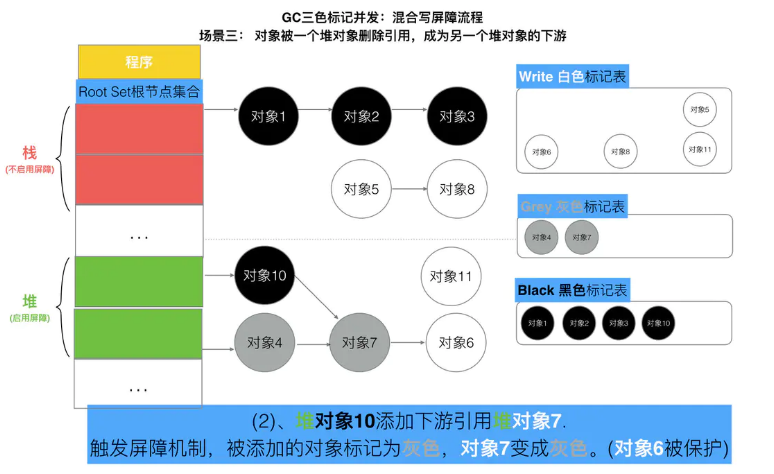 GC三色标记并发：混合写屏障流程
场景三： 对象被一个堆对象删除引用，成为另一个堆对象的下游
程序
Root Set根节点集合
栈
(不启用屏障)
...
堆
(启用屏障)
...
对象1
对象2
对象3
对象5
对象8
对象10
对象11
对象4
对象7
对象6
Write 白色标记表
对象5
对象6
对象8
对象11
Grey 灰色标记表
对象4
对象7
Black 黑色标记表
对象1
对象2
对象3
对象10
(2)、堆对象10添加下游引用堆对象7.
触发屏障机制，被添加的对象标记为灰色，对象7变成灰色。(对象6被保护)